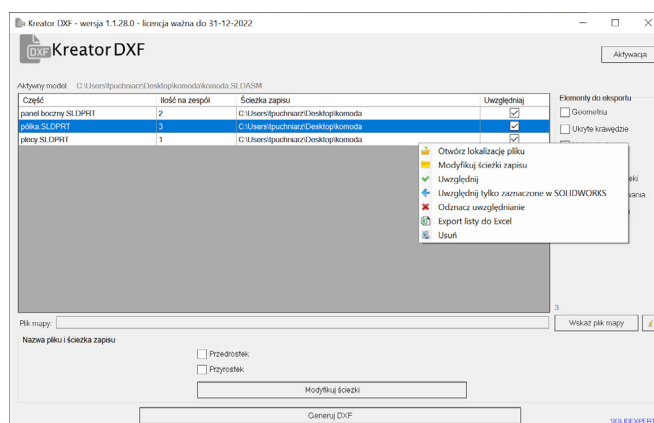 Kreator DXF - wersja 1.1.28.0 - licencja ważna do 31-12-2022
DXF Kreator DXF
Aktywacja
Aktywny model: C:\Users\tpuchniarz\Desktop\komoda\komoda.SLDASM
Część Ilość na zespół Ścieżka zapisu Uwzględniaj
panel boczny.SLDPRT 2 C:\Users\tpuchniarz\Desktop\komoda
półka.SLDPRT 3 C:\Users\tpuchniarz\Desktop\komoda
plecy.SLDPRT 1 C:\Users\tpuchniarz\Desktop\komoda
Elementy do eksportu
Geometria
Ukryte krawędzie
Otwórz lokalizację pliku
Modyfikuj ścieżki zapisu
Uwzględnij
Uwzględnij tylko zaznaczone w SOLIDWORKS
Odznacz uwzględnianie
Export listy do Excel
Usuń
3
Plik mapy:
Wskaż plik mapy
Nazwa pliku i ścieżka zapisu
Przedrostek
Przyrostek
Modyfikuj ścieżki
Generuj DXF
SOLIDEXPERT